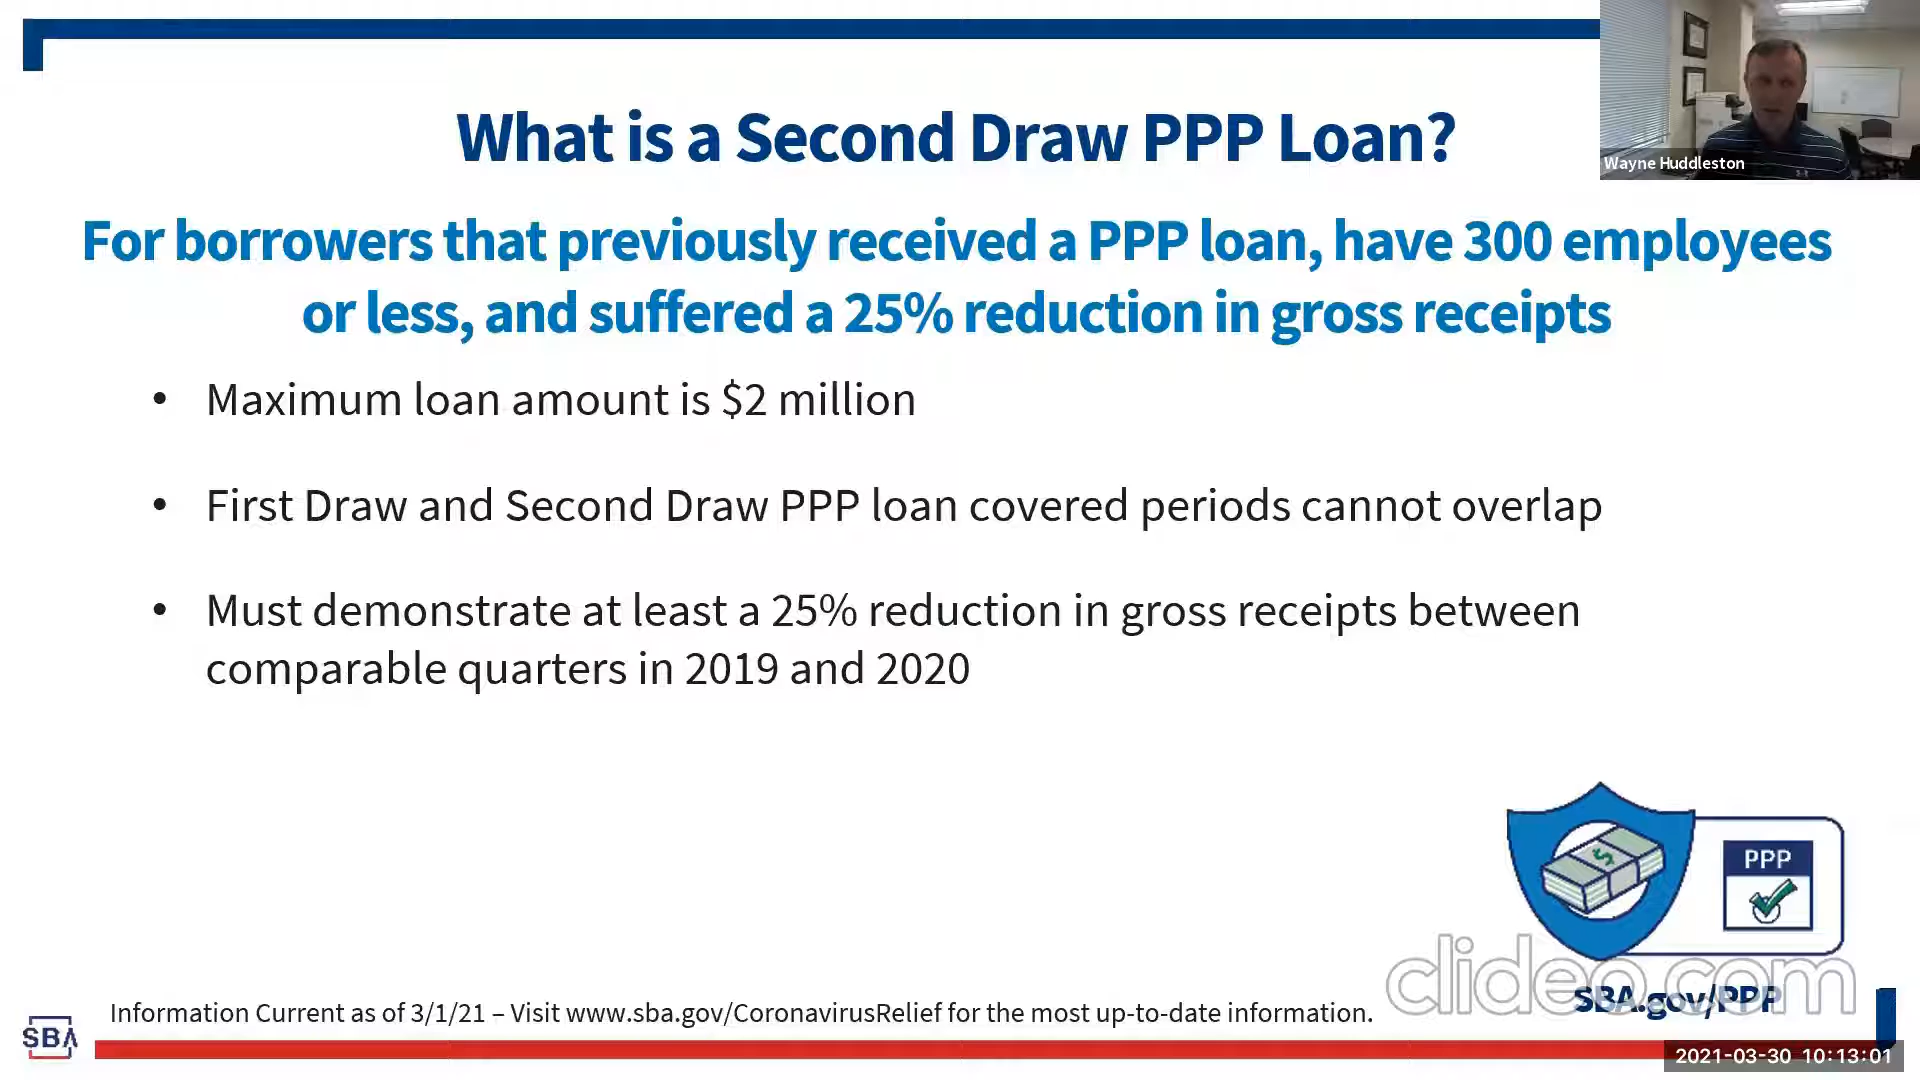 What is a Second Draw PPP Loan?
Wayne Huddleston
For borrowers that previously received a PPP loan, have 300 employees
or less, and suffered a 25% reduction in gross receipts
• Maximum loan amount is $2 million
• First Draw and Second Draw PPP loan covered periods cannot overlap
• Must demonstrate at least a 25% reduction in gross receipts between
comparable quarters in 2019 and 2020
$
PPP
clideo.com
SBA.gov/PPP
Information Current as of 3/1/21 – Visit www.sba.gov/CoronavirusRelief for the most up-to-date information.
SBA
2021-03-30 10:13:01